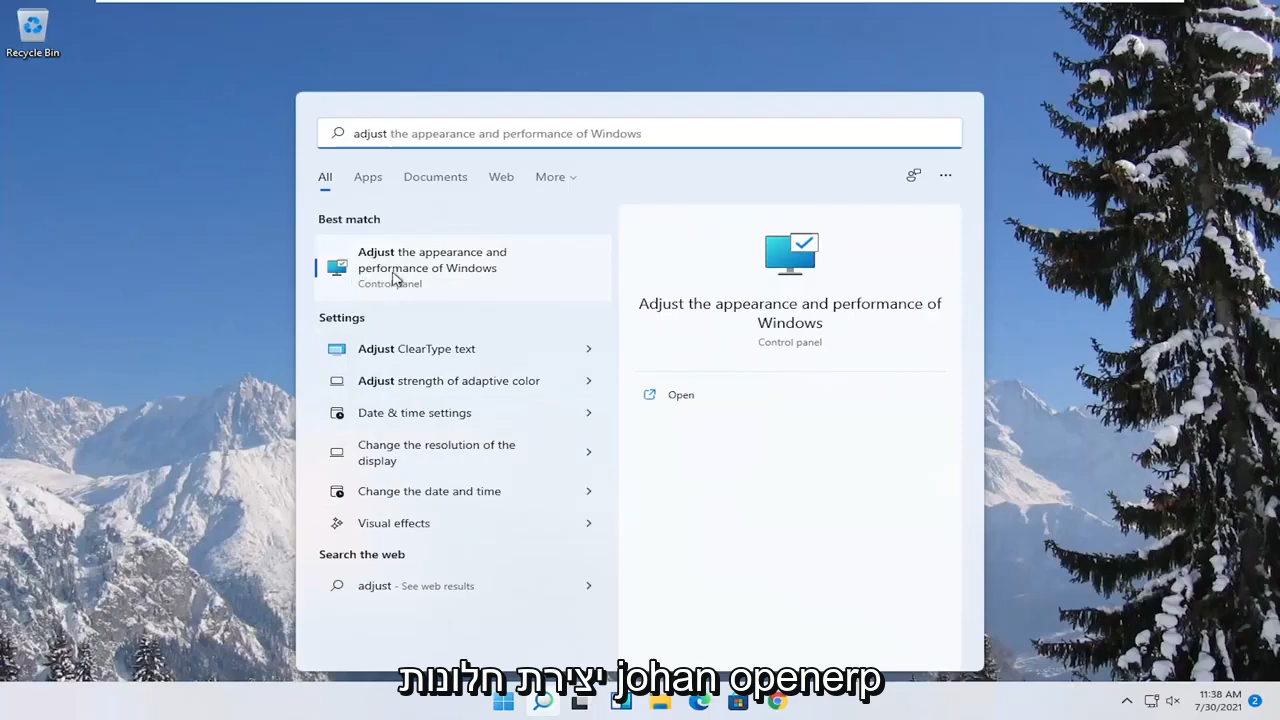 Recycle Bin
adjust the appearance and performance of Windows
All Apps Documents Web More
Best match
Adjust the appearance and
performance of Windows
Control panel
Settings
Adjust ClearType text
Adjust strength of adaptive color
Date & time settings
Change the resolution of the
display
Change the date and time
Visual effects
Search the web
adjust - See web results
Adjust the appearance and performance of
Windows
Control panel
Open
יצירת חלונות johan openerp
11:38 AM
7/30/2021
2